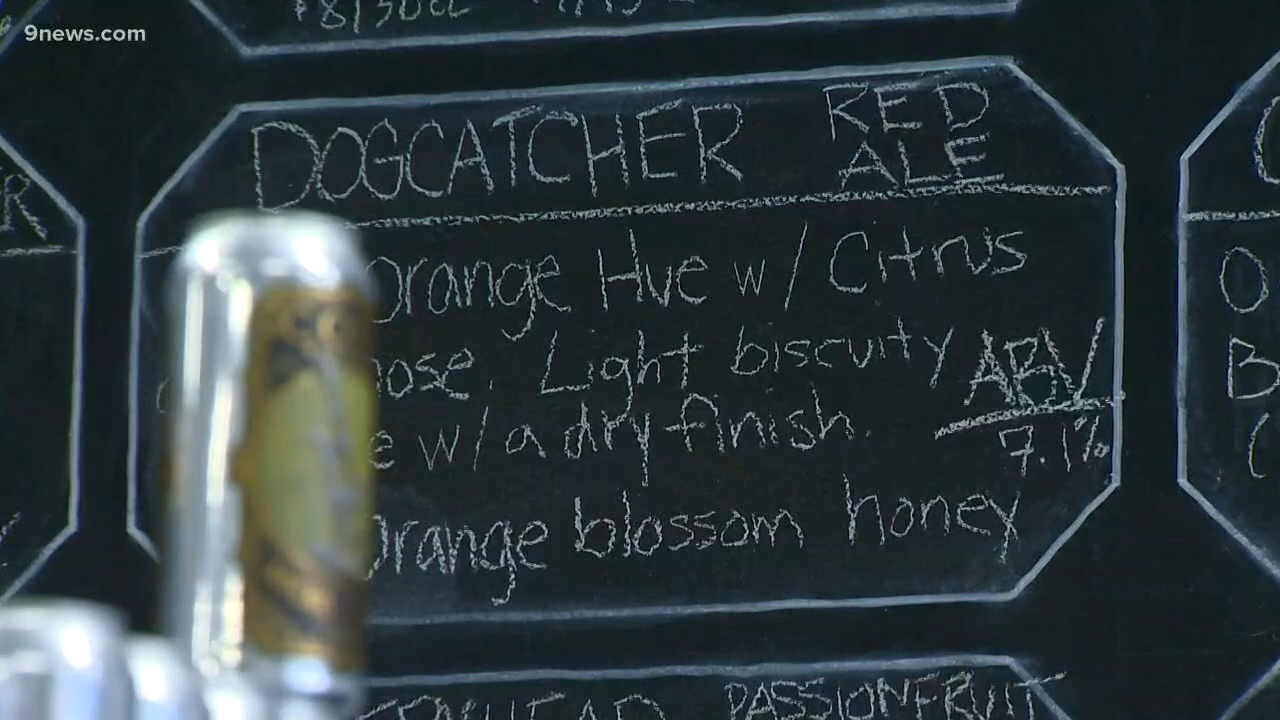 9news.com
DOGCATCHER RED ALE
Orange Hue w/ Citrus
nose. Light biscuity
w/ a dry finish.
ABV
7.1%
Orange blossom honey
PASSIONFRUIT